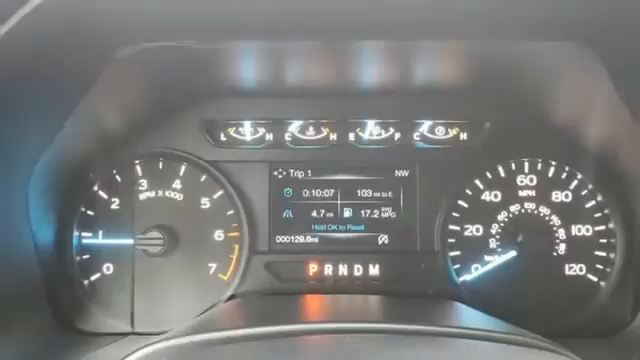 L H C H E F C H
Trip 1 NW
0:10:07 103 mi to E
4.7 mi 17.2 AVG MPG
Hold OK to Reset
000129.6mi
P R N D M
0 1 2 3 4 5 6 7
RPM X 1000
0 20 40 60 80 100 120
MPH